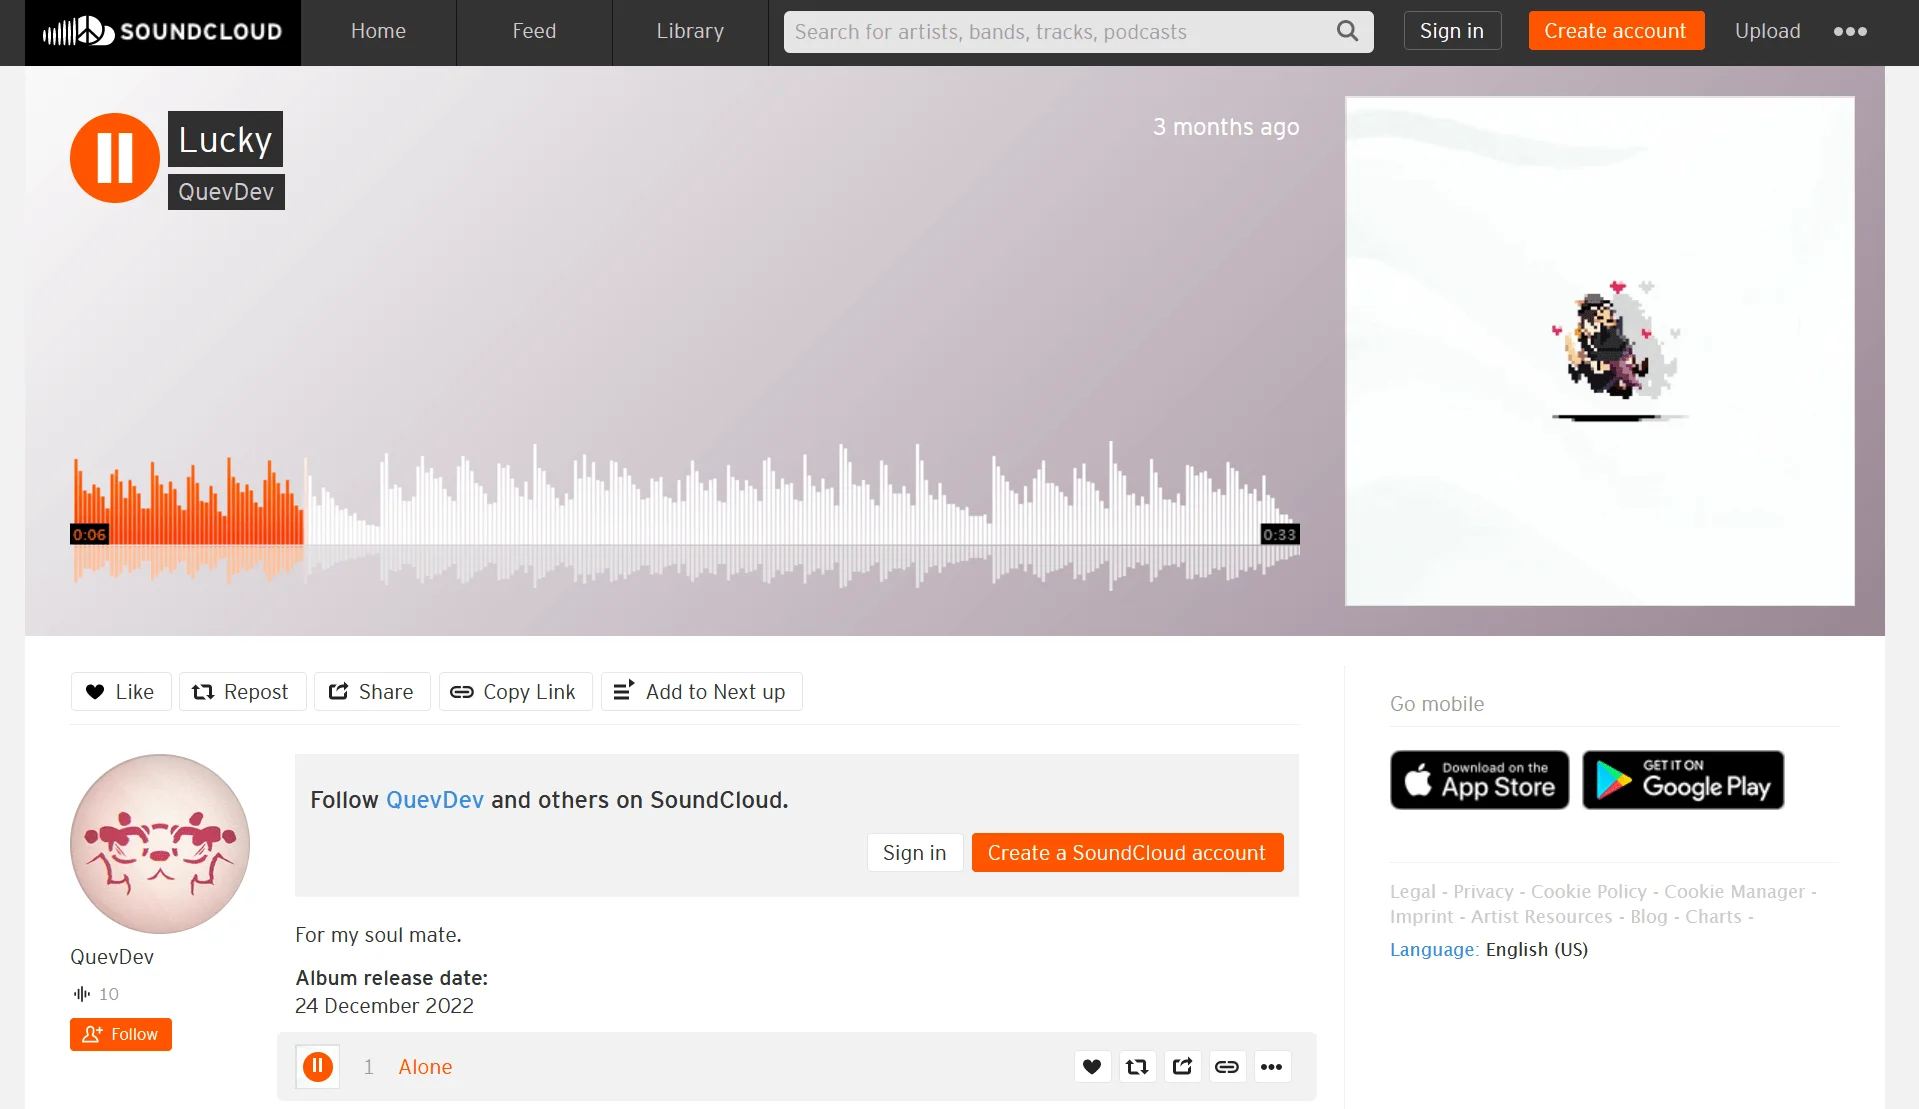 SOUNDCLOUD
Home
Feed
Library
Search for artists, bands, tracks, podcasts
Sign in
Create account
Upload
Lucky
QuevDev
3 months ago
0:06
0:33
Like
Repost
Share
Copy Link
Add to Next up
Go mobile
Download on the
App Store
GET IT ON
Google Play
Follow QuevDev and others on SoundCloud.
Sign in
Create a SoundCloud account
QuevDev
10
Follow
For my soul mate.
Album release date:
24 December 2022
1 Alone
Legal - Privacy - Cookie Policy - Cookie Manager -
Imprint - Artist Resources - Blog - Charts -
Language: English (US)